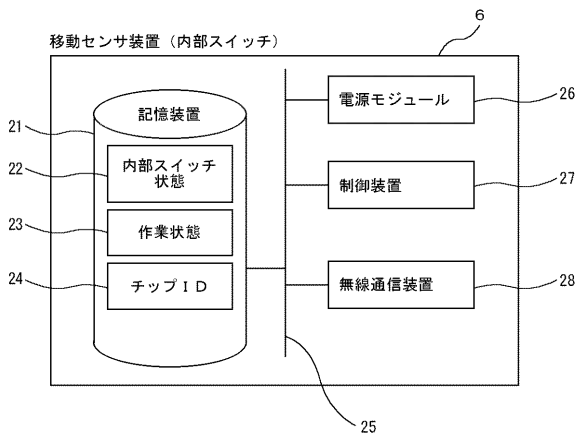 6
移動センサ装置（内部スイッチ）
21
記憶装置
電源モジュール
26
22
内部スイッチ
状態
23
作業状態
制御装置
27
24
チップＩＤ
無線通信装置
28
25